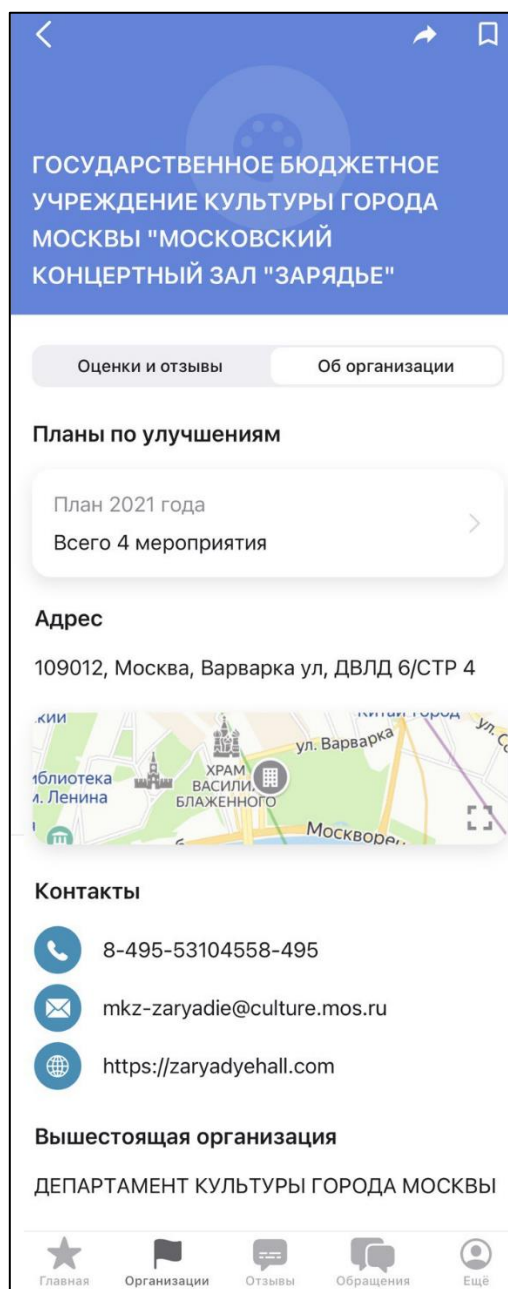 ГОСУДАРСТВЕННОЕ БЮДЖЕТНОЕ
УЧРЕЖДЕНИЕ КУЛЬТУРЫ ГОРОДА
МОСКВЫ "МОСКОВСКИЙ
КОНЦЕРТНЫЙ ЗАЛ "ЗАРЯДЬЕ"
Оценки и отзывы
Об организации
Планы по улучшениям
План 2021 года
Всего 4 мероприятия
Адрес
109012, Москва, Варварка ул, ДВЛД 6/СТР 4
ул. Варварка
ХРАМ
БЛАЖЕННОГО
Контакты
8-495-53104558-495
mkz-zaryadie@culture.mos.ru
https://zaryadyehall.com
Вышестоящая организация
ДЕПАРТАМЕНТ КУЛЬТУРЫ ГОРОДА МОСКВЫ
Главная
Организации
Отзывы
Обращения
Ещё